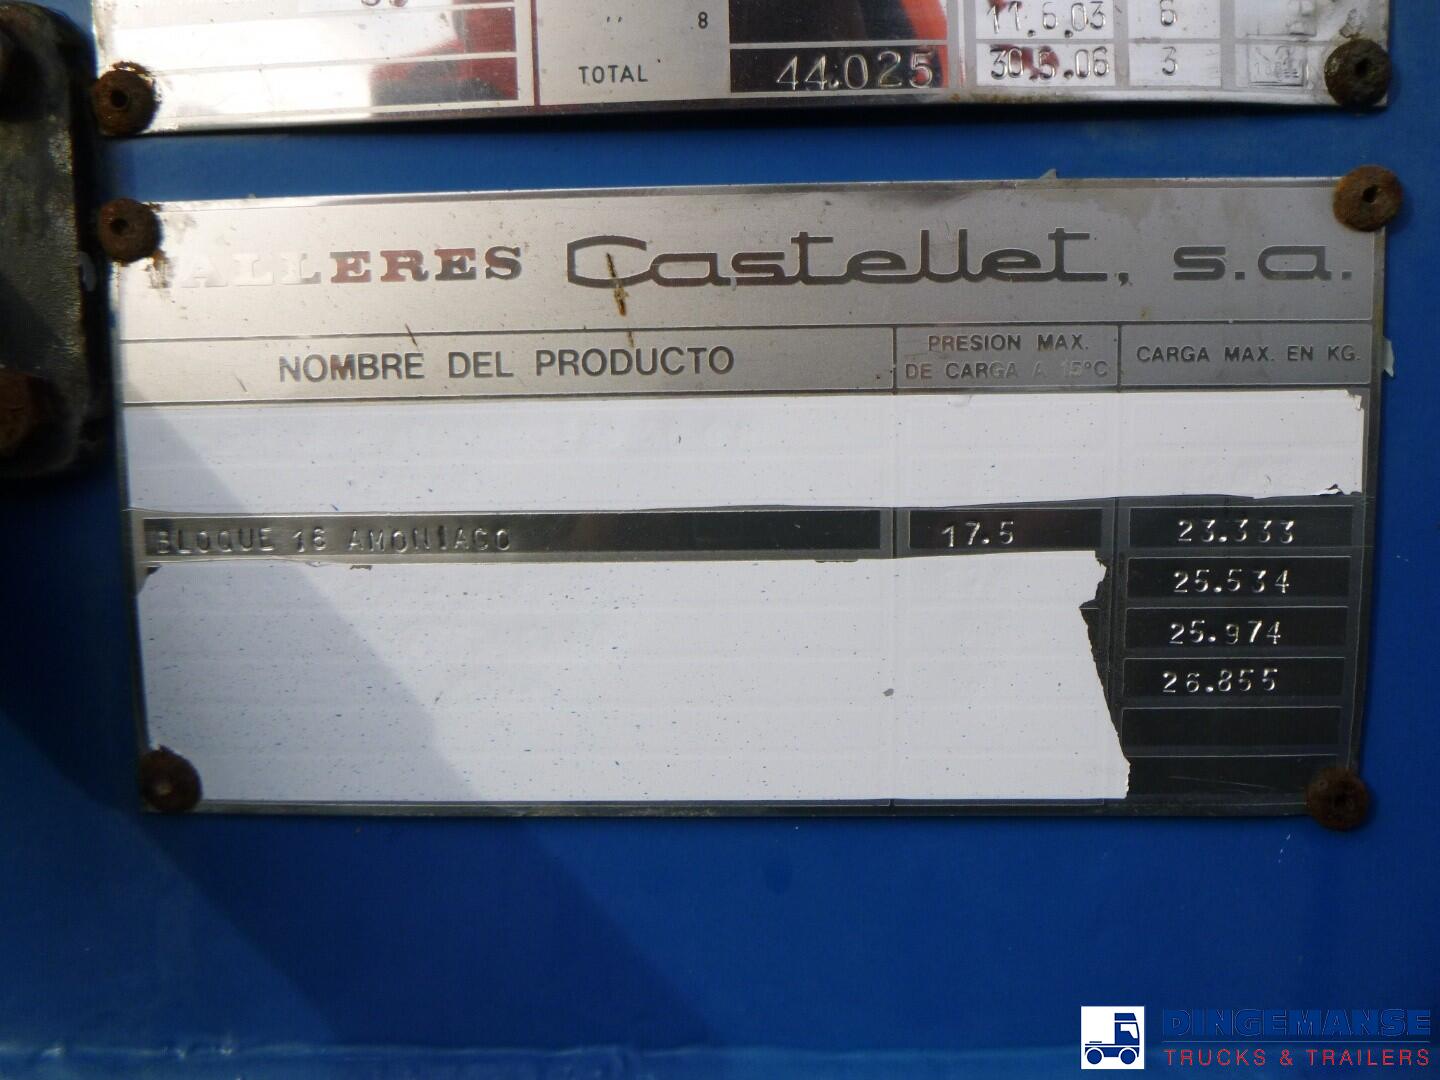 " 8 11.6.03 6
TOTAL 44.025 30.5.06 3
TALLERES Castellet, s.a.
NOMBRE DEL PRODUCTO
PRESION MAX.
DE CARGA A 15°C
CARGA MAX. EN KG.
BLOQUE 16 AMONIACO 17.5 23.333
25.534
25.974
26.855
DINGEMANSE
TRUCKS & TRAILERS